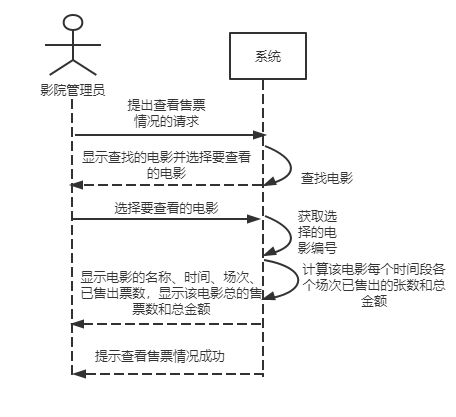 系统
影院管理员
提出查看售票
情况的请求
显示查找的电影并选择要查看
的电影
查找电影
选择要查看的电影
获取选
择的电
影编号
计算该电影每个时间段各
个场次已售出的张数和总
金额
显示电影的名称、时间、场次、
已售出票数，显示该电影总的售
票数和总金额
提示查看售票情况成功